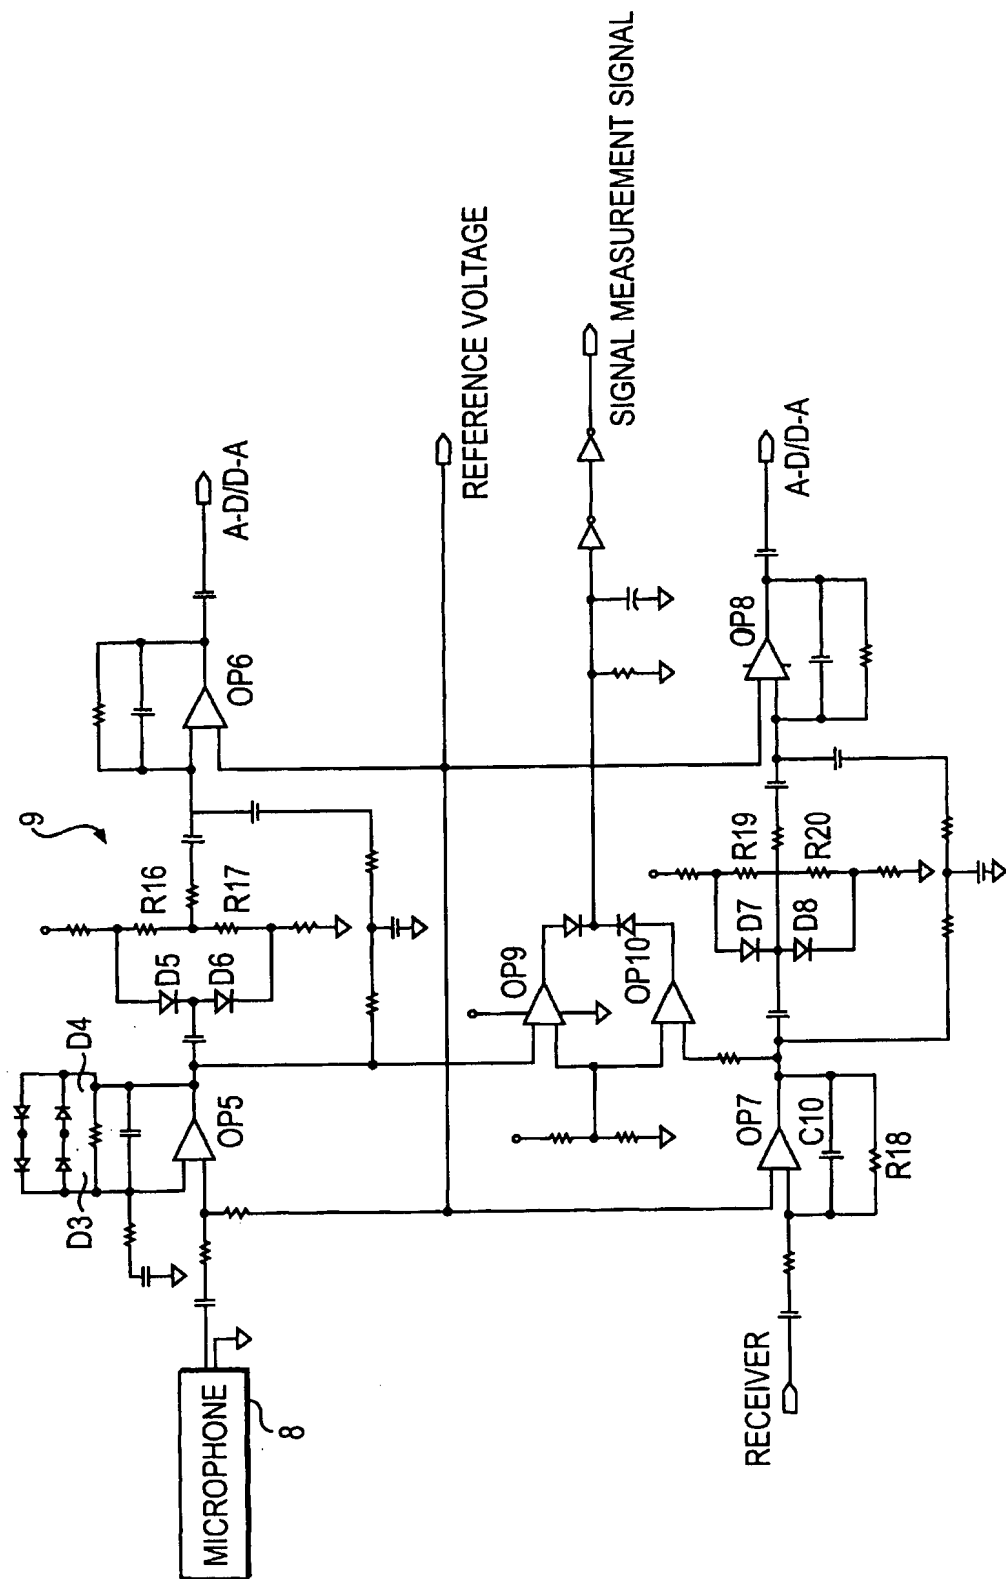 9
MICROPHONE
8
D3
D4
OP5
D5
D6
R16
R17
OP6
A-D/D-A
REFERENCE VOLTAGE
SIGNAL MEASUREMENT SIGNAL
OP9
OP10
RECEIVER
OP7
C10
R18
D7
D8
R19
R20
OP8
A-D/D-A